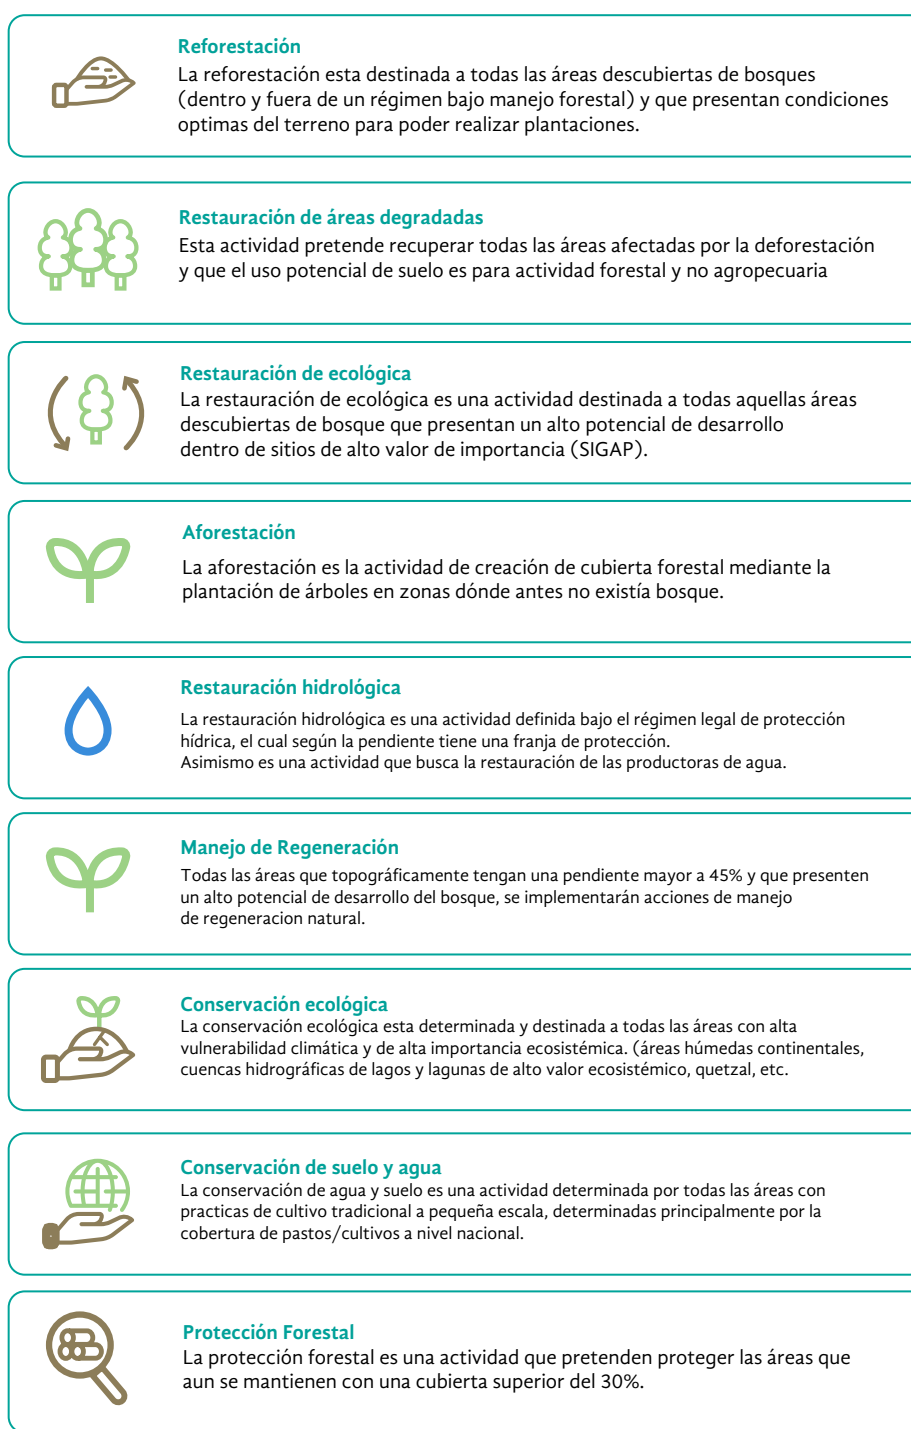 Reforestación
La reforestación esta destinada a todas las áreas descubiertas de bosques
(dentro y fuera de un régimen bajo manejo forestal) y que presentan condiciones
optimas del terreno para poder realizar plantaciones.
Restauración de áreas degradadas
Esta actividad pretende recuperar todas las áreas afectadas por la deforestación
y que el uso potencial de suelo es para actividad forestal y no agropecuaria
Restauración de ecológica
La restauración de ecológica es una actividad destinada a todas aquellas áreas
descubiertas de bosque que presentan un alto potencial de desarrollo
dentro de sitios de alto valor de importancia (SIGAP).
Aforestación
La aforestación es la actividad de creación de cubierta forestal mediante la
plantación de árboles en zonas dónde antes no existía bosque.
Restauración hidrológica
La restauración hidrológica es una actividad definida bajo el régimen legal de protección
hídrica, el cual según la pendiente tiene una franja de protección.
Asimismo es una actividad que busca la restauración de las productoras de agua.
Manejo de Regeneración
Todas las áreas que topográficamente tengan una pendiente mayor a 45% y que presenten
un alto potencial de desarrollo del bosque, se implementarán acciones de manejo
de regeneracion natural.
Conservación ecológica
La conservación ecológica esta determinada y destinada a todas las áreas con alta
vulnerabilidad climática y de alta importancia ecosistémica. (áreas húmedas continentales,
cuencas hidrográficas de lagos y lagunas de alto valor ecosistémico, quetzal, etc.
Conservación de suelo y agua
La conservación de agua y suelo es una actividad determinada por todas las áreas con
practicas de cultivo tradicional a pequeña escala, determinadas principalmente por la
cobertura de pastos/cultivos a nivel nacional.
Protección Forestal
La protección forestal es una actividad que pretenden proteger las áreas que
aun se mantienen con una cubierta superior del 30%.